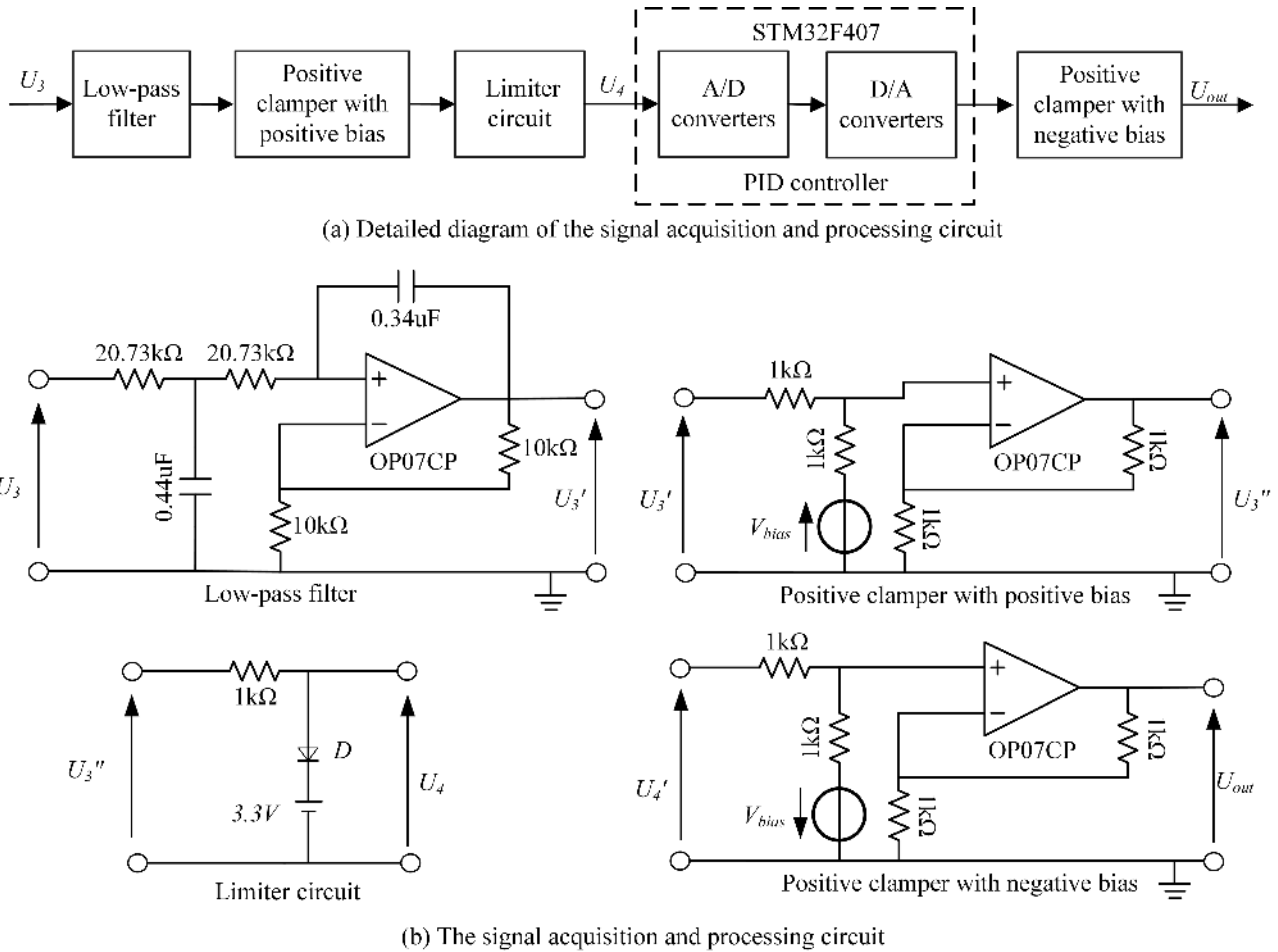 STM32F407
U3
Low-pass
filter
Positive
clamper with
positive bias
Limiter
circuit
U4
A/D
converters
D/A
converters
Positive
clamper with
negative bias
Uout
PID controller
(a) Detailed diagram of the signal acquisition and processing circuit
0.34uF
20.73kΩ
20.73kΩ
+
−
OP07CP
10kΩ
0.44uF
10kΩ
U3
U3'
Low-pass filter
1kΩ
+
−
1kΩ
OP07CP
1kΩ
U3'
Vbias
1kΩ
U3''
Positive clamper with positive bias
1kΩ
D
U3''
3.3V
U4
Limiter circuit
1kΩ
+
−
1kΩ
OP07CP
1kΩ
U4'
Vbias
1kΩ
Uout
Positive clamper with negative bias
(b) The signal acquisition and processing circuit